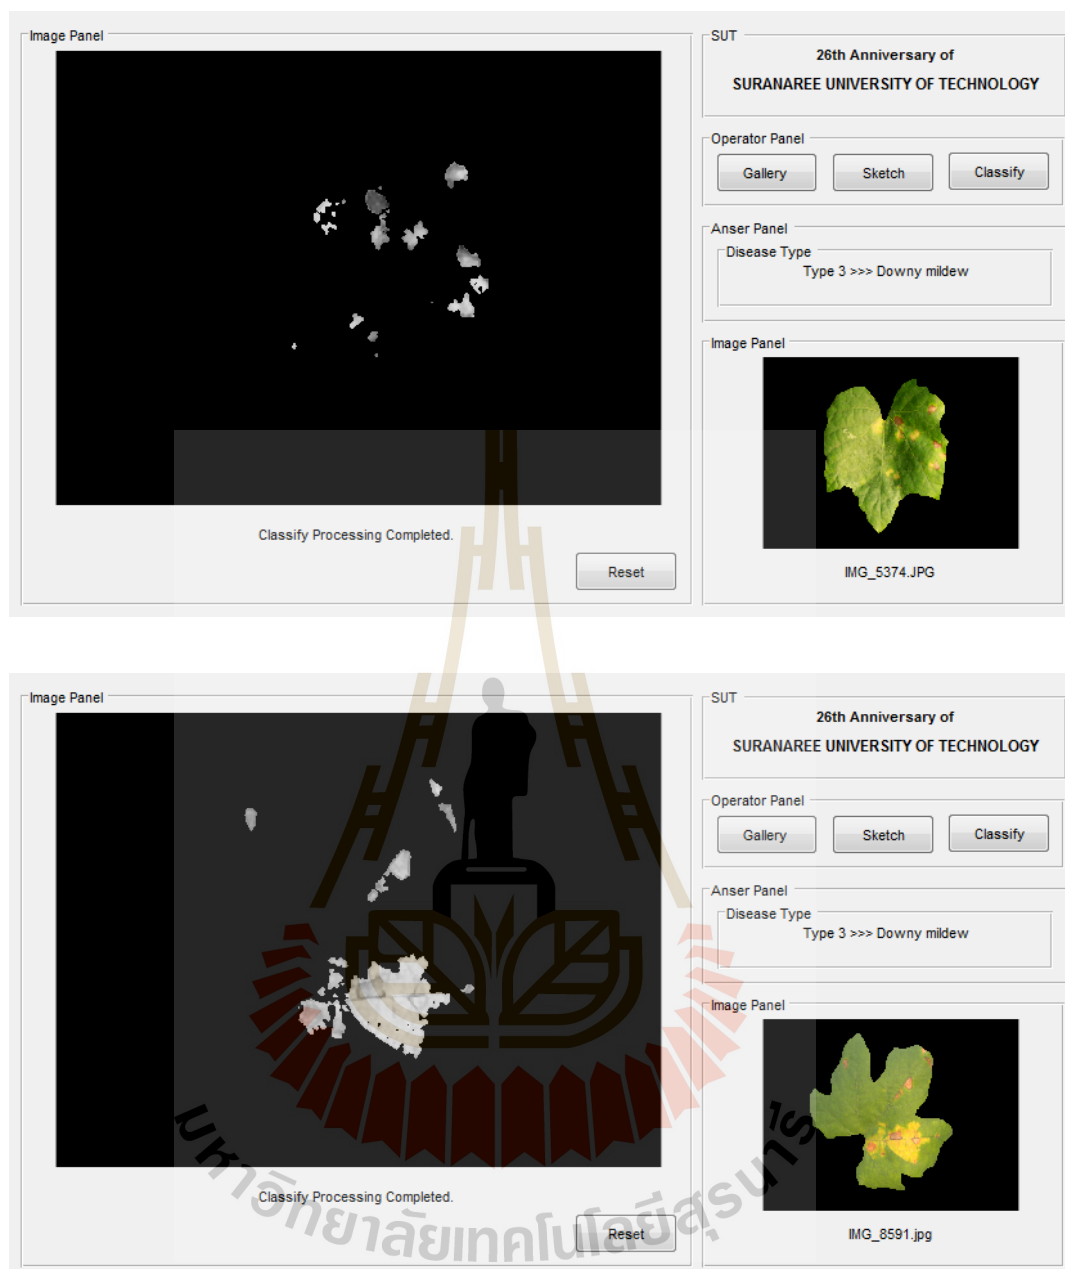 Image Panel
SUT
26th Anniversary of
SURANAREE UNIVERSITY OF TECHNOLOGY
Operator Panel
Gallery
Sketch
Classify
Anser Panel
Disease Type
Type 3 >>> Downy mildew
Image Panel
IMG_5374.JPG
Classify Processing Completed.
Reset
Image Panel
SUT
26th Anniversary of
SURANAREE UNIVERSITY OF TECHNOLOGY
Operator Panel
Gallery
Sketch
Classify
Anser Panel
Disease Type
Type 3 >>> Downy mildew
Image Panel
IMG_8591.jpg
Classify Processing Completed.
Reset
มหาวิทยาลัยเทคโนโลยีสุรนารี